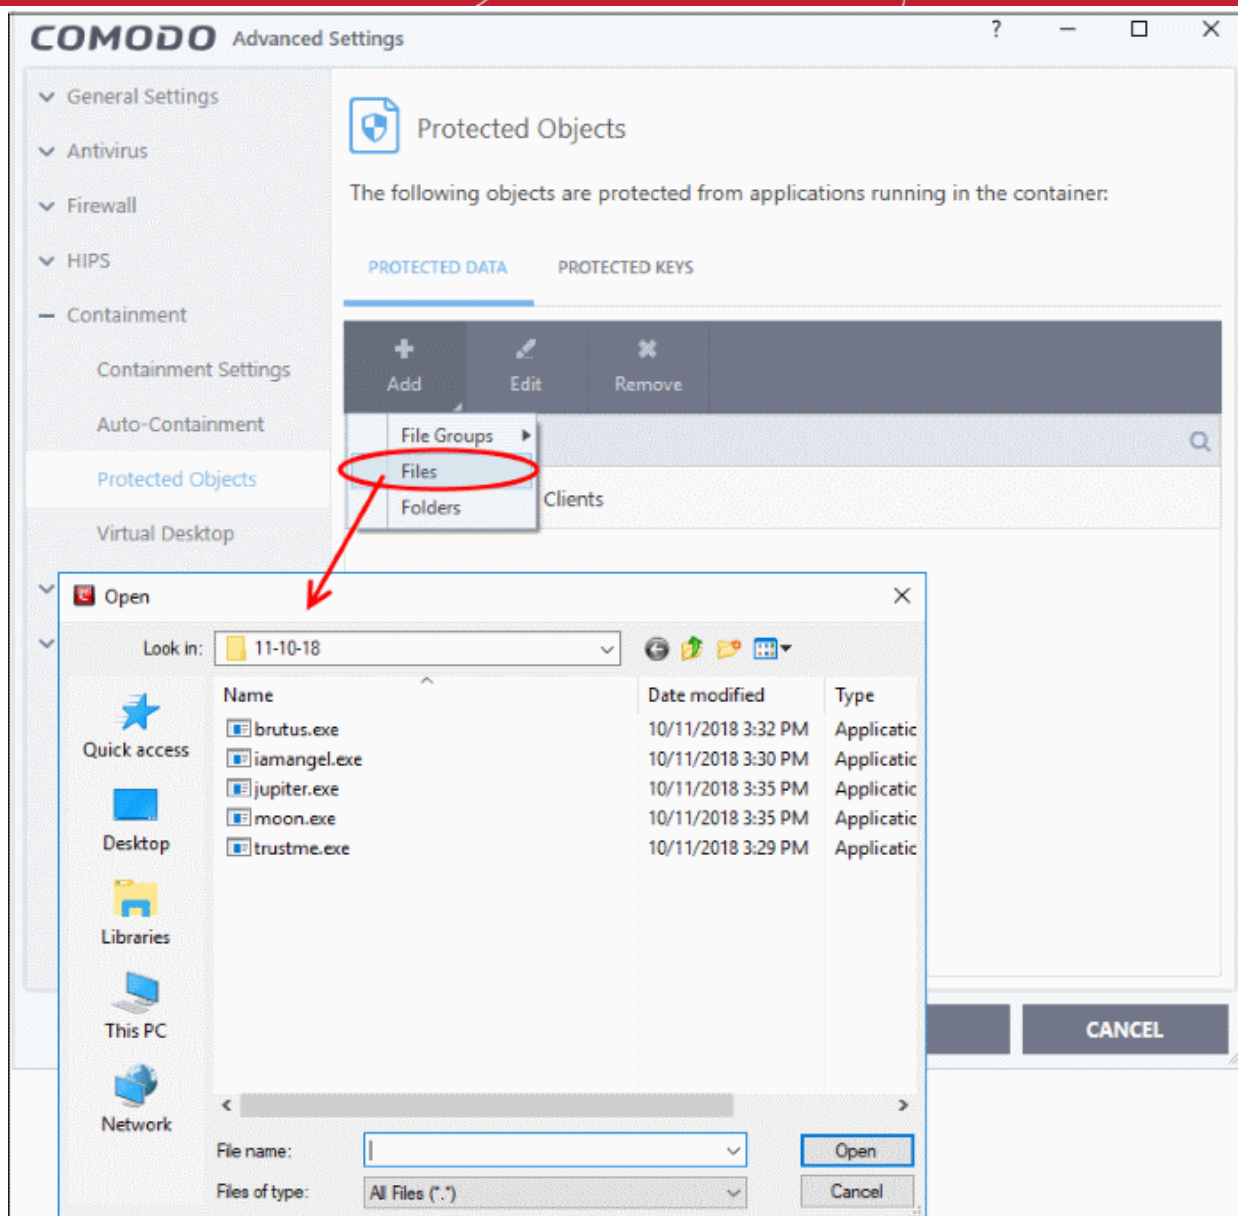 COMODO Advanced Settings ?
General Settings
Antivirus
Firewall
HIPS
Containment
Containment Settings
Auto-Containment
Protected Objects
Virtual Desktop
Protected Objects
The following objects are protected from applications running in the container:
PROTECTED DATA PROTECTED KEYS
Add Edit Remove
File Groups
Files
Folders
Clients
Open
Look in: 11-10-18
Quick access
Desktop
Libraries
This PC
Network
Name Date modified Type
brutus.exe 10/11/2018 3:32 PM Applicatic
iamangel.exe 10/11/2018 3:30 PM Applicatic
jupiter.exe 10/11/2018 3:35 PM Applicatic
moon.exe 10/11/2018 3:35 PM Applicatic
trustme.exe 10/11/2018 3:29 PM Applicatic
File name: Open
Files of type: All Files (*.*) Cancel
CANCEL